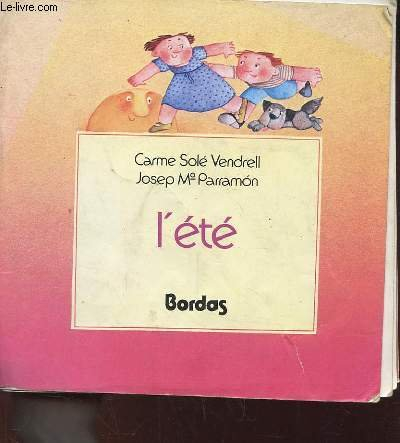 Le-livre.com
Carme Solé Vendrell
Josep Mª Parramón
l'été
Bordas